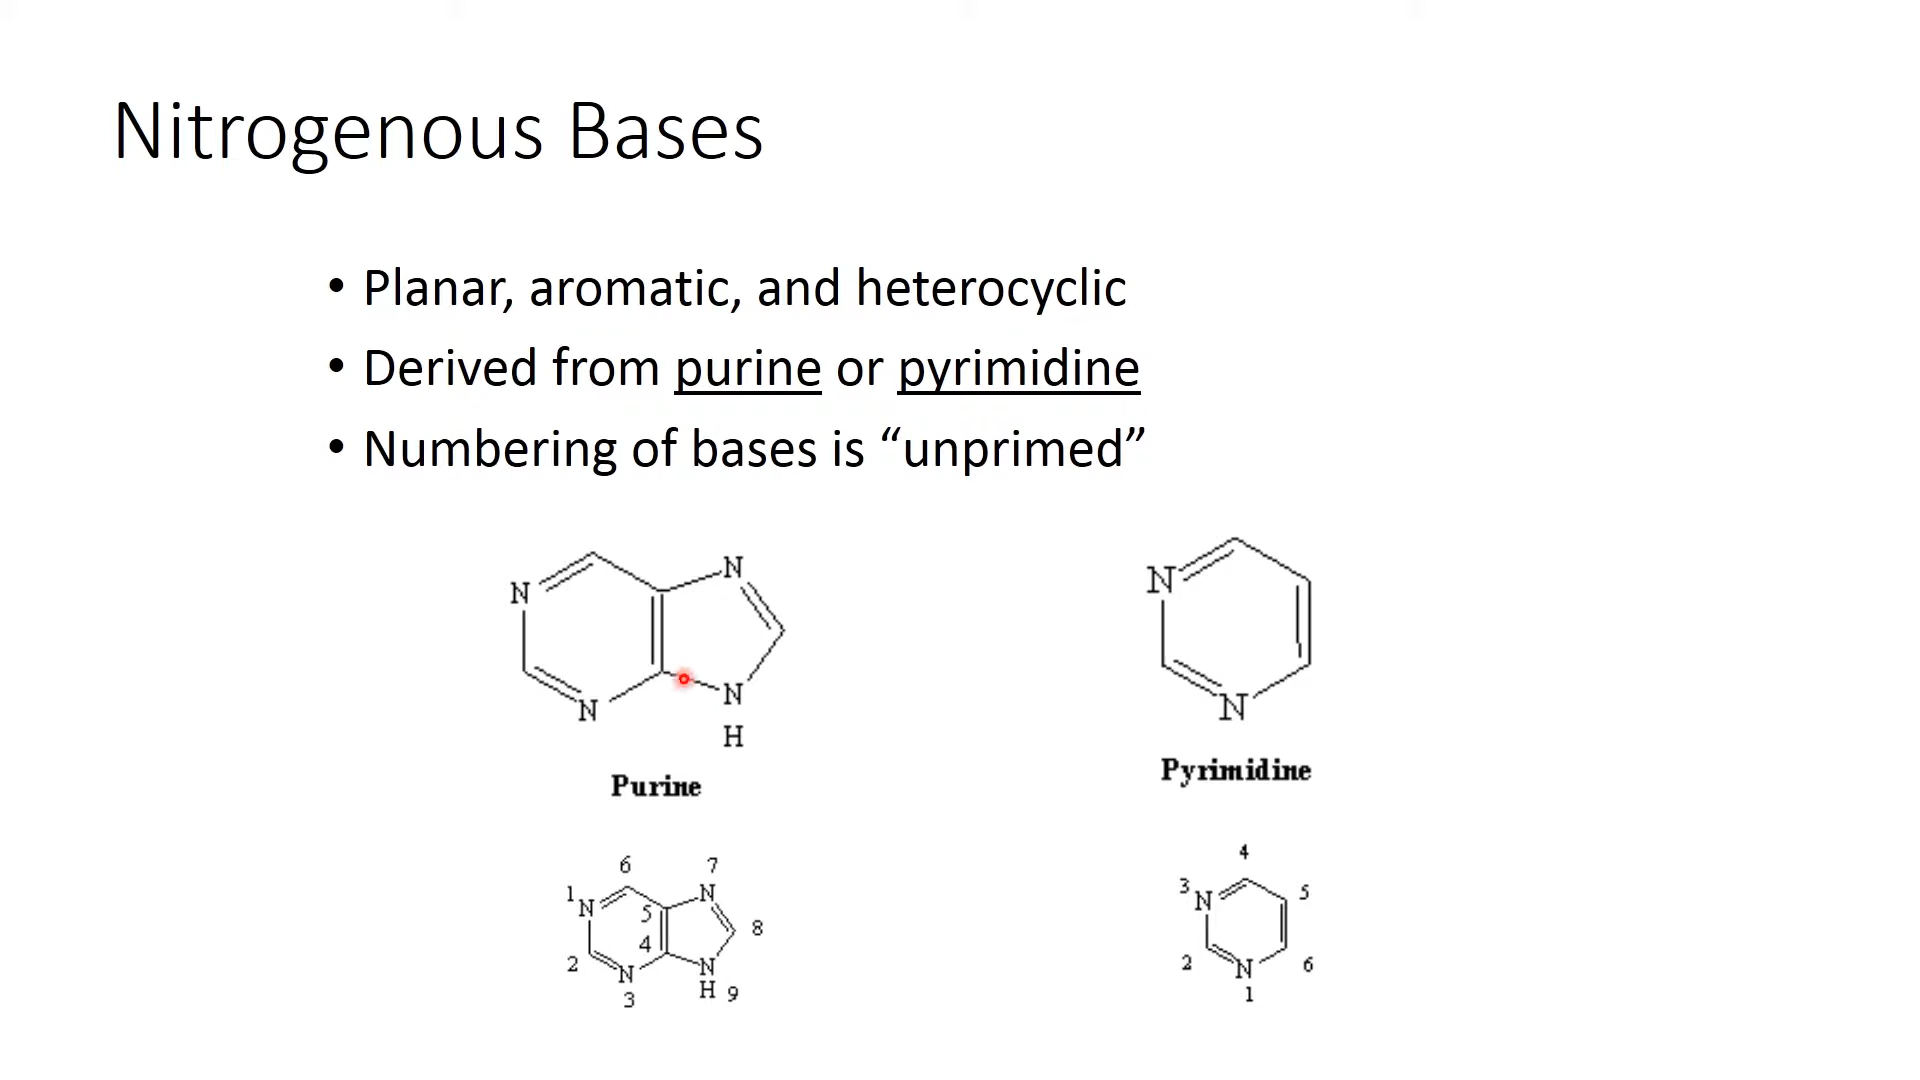 Nitrogenous Bases
• Planar, aromatic, and heterocyclic
• Derived from purine or pyrimidine
• Numbering of bases is “unprimed”
N
N
N
N
H
Purine
N
N
Pyrimidine
6
7
1
N
N
5
4
8
2
N
N
3
H 9
4
3
N
5
2
N
6
1